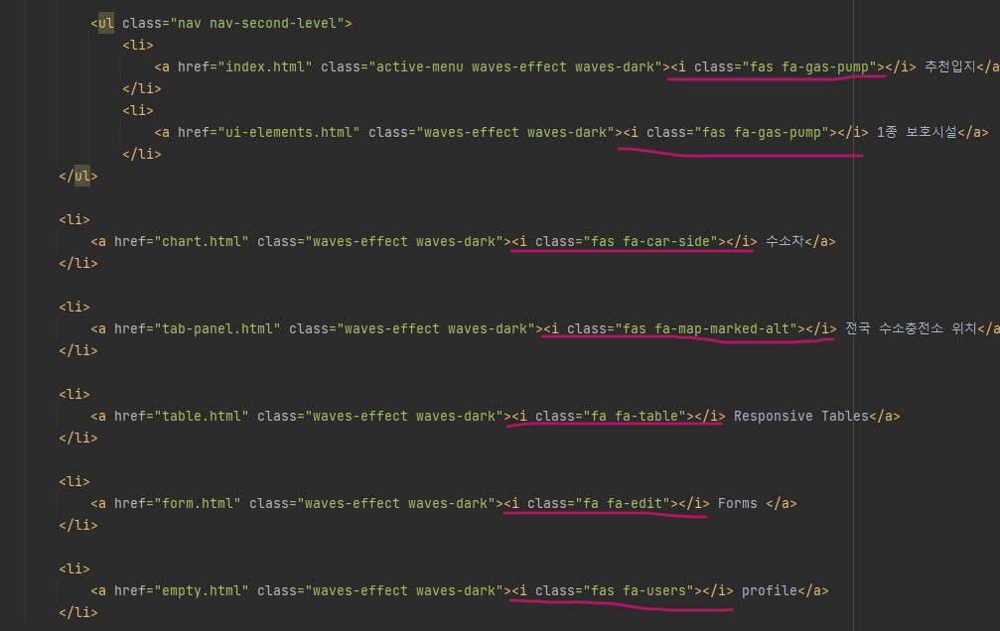 <ul class="nav nav-second-level">
<li>
<a href="index.html" class="active-menu waves-effect waves-dark"><i class="fas fa-gas-pump"></i> 추천입지</a
</li>
<li>
<a href="ui-elements.html" class="waves-effect waves-dark"><i class="fas fa-gas-pump"></i> 1종 보호시설</a>
</li>
</ul>
<li>
<a href="chart.html" class="waves-effect waves-dark"><i class="fas fa-car-side"></i> 수소차</a>
</li>
<li>
<a href="tab-panel.html" class="waves-effect waves-dark"><i class="fas fa-map-marked-alt"></i> 전국 수소충전소 위치</a
</li>
<li>
<a href="table.html" class="waves-effect waves-dark"><i class="fa fa-table"></i> Responsive Tables</a>
</li>
<li>
<a href="form.html" class="waves-effect waves-dark"><i class="fa fa-edit"></i> Forms </a>
</li>
<li>
<a href="empty.html" class="waves-effect waves-dark"><i class="fas fa-users"></i> profile</a>
</li>